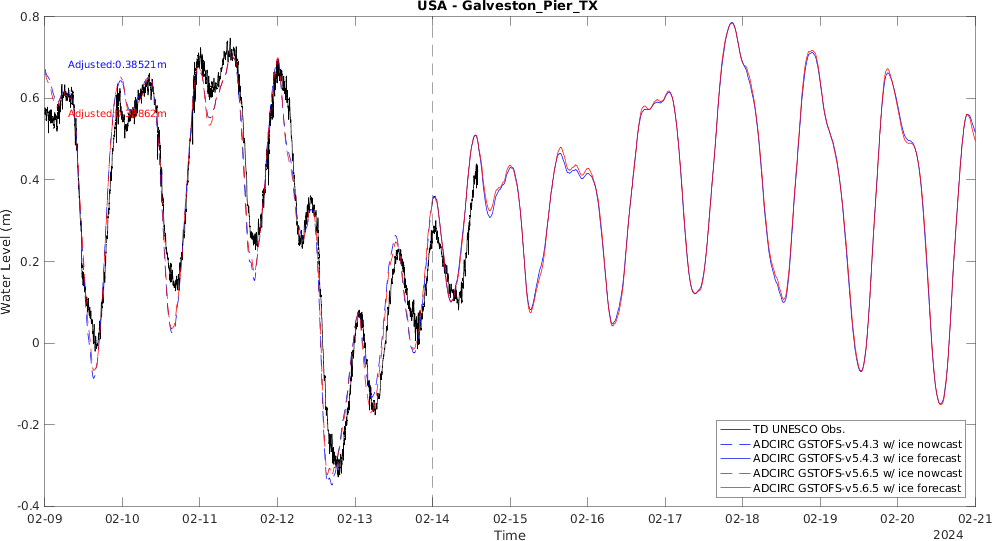 USA - Galveston_Pier_TX
0.8
0.6
0.4
0.2
0
-0.2
-0.4
Water Level (m)
Adjusted:0.38521m
TD UNESCO Obs.
ADCIRC GSTOFS-v5.4.3 w/ ice nowcast
ADCIRC GSTOFS-v5.4.3 w/ ice forecast
ADCIRC GSTOFS-v5.6.5 w/ ice nowcast
ADCIRC GSTOFS-v5.6.5 w/ ice forecast
02-09 02-10 02-11 02-12 02-13 02-14 02-15 02-16 02-17 02-18 02-19 02-20 02-21
Time
2024